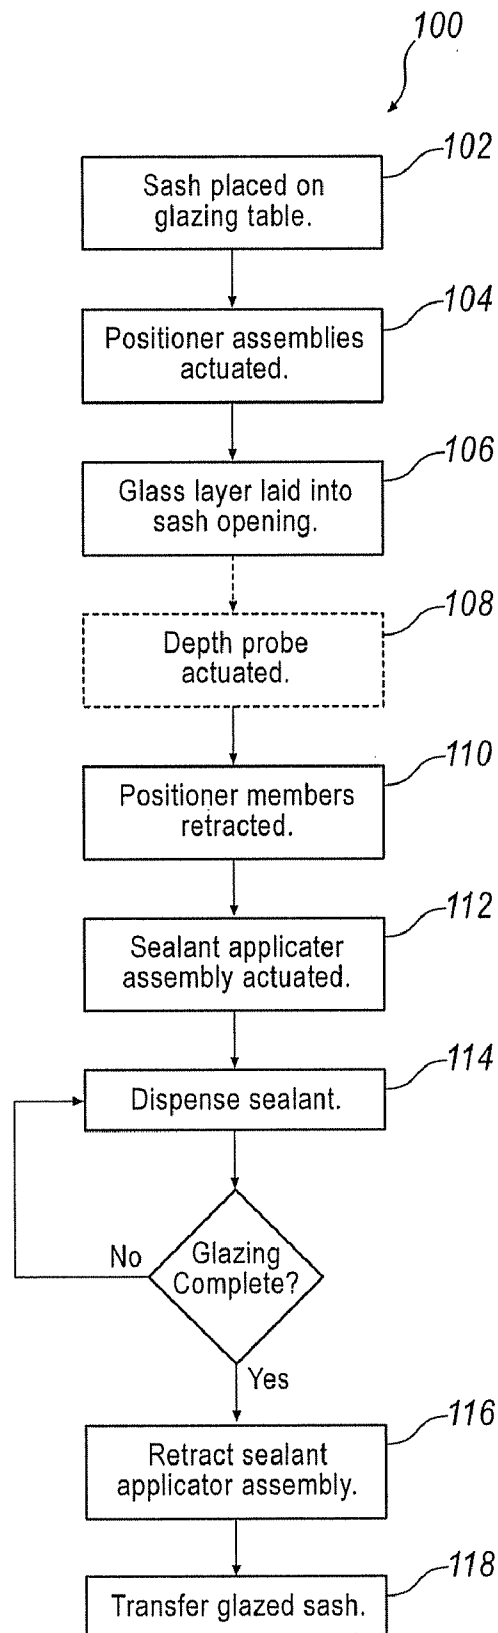 100
102
Sash placed on
glazing table.
104
Positioner assemblies
actuated.
106
Glass layer laid into
sash opening.
108
Depth probe
actuated.
110
Positioner members
retracted.
112
Sealant applicater
assembly actuated.
114
Dispense sealant.
No
Glazing
Complete?
Yes
116
Retract sealant
applicator assembly.
118
Transfer glazed sash.